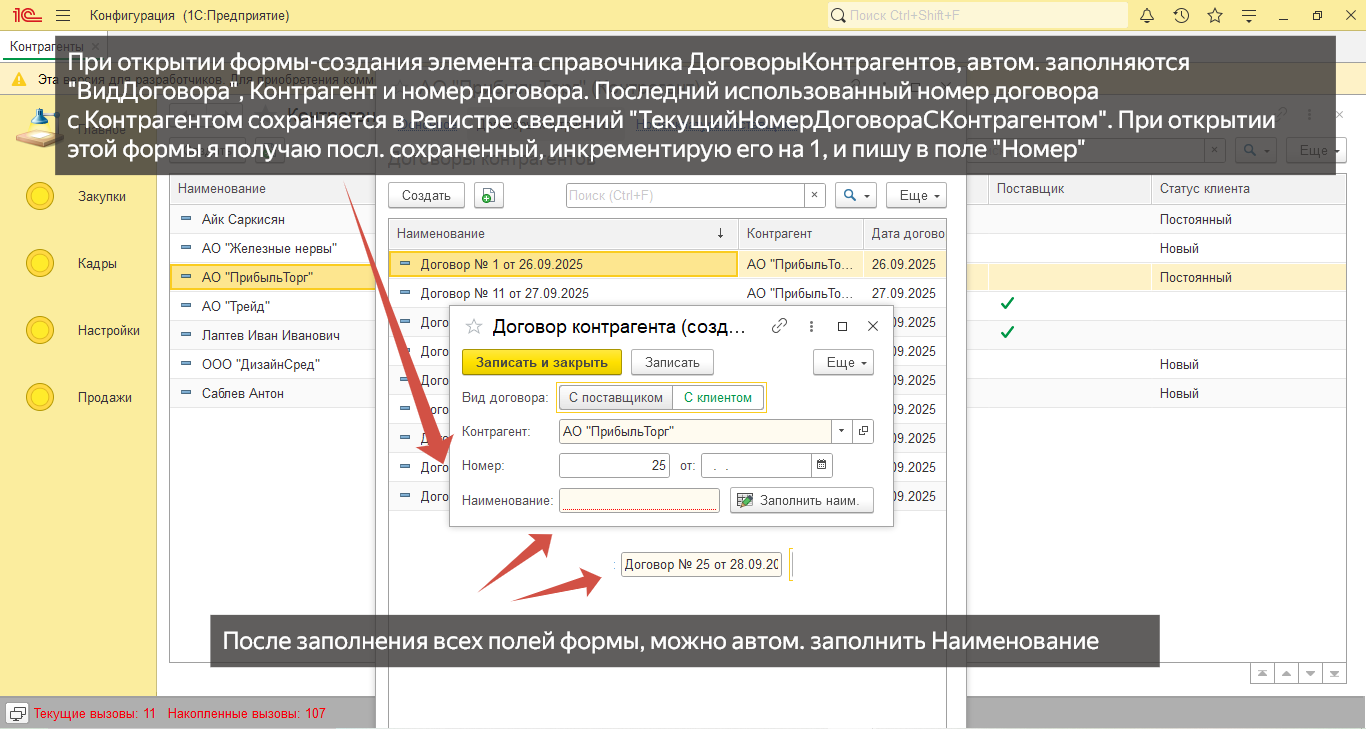 1С Конфигурация (1С:Предприятие)
Поиск Ctrl+Shift+F
Контрагенты ×
Эта версия для разработчиков. Для приобретения комм
При открытии формы-создания элемента справочника ДоговорыКонтрагентов, автом. заполняются
"ВидДоговора", Контрагент и номер договора. Последний использованный номер договора
с Контрагентом сохраняется в Регистре сведений "ТекущийНомерДоговораСКонтрагентом". При открытии
этой формы я получаю посл. сохраненный, инкрементирую его на 1, и пишу в поле "Номер"
Главное
Договоры контрагентов
Еще
Закупки
Кадры
Настройки
Продажи
Наименование
Поставщик
Статус клиента
Айк Саркисян
Постоянный
АО "Железные нервы"
Новый
АО "ПрибыльТорг"
Постоянный
АО "Трейд"
Лаптев Иван Иванович
ООО "ДизайнСред"
Новый
Саблев Антон
Новый
Создать
Поиск (Ctrl+F)
×
Еще
Наименование ↓
Контрагент
Дата догово
Договор № 1 от 26.09.2025
АО "ПрибыльТо...
26.09.2025
Договор № 11 от 27.09.2025
АО "ПрибыльТо...
27.09.2025
Дого
.09.2025
Дого
.09.2025
Дого
.09.2025
Дого
.09.2025
Дого
.09.2025
Дого
.09.2025
Дого
.09.2025
Договор контрагента (созд...
Записать и закрыть
Записать
Еще
Вид договора:
С поставщиком
С клиентом
Контрагент:
АО "ПрибыльТорг"
Номер:
25
от:
. .
Наименование:
Заполнить наим.
: Договор № 25 от 28.09.20
После заполнения всех полей формы, можно автом. заполнить Наименование
Текущие вызовы: 11 Накопленные вызовы: 107